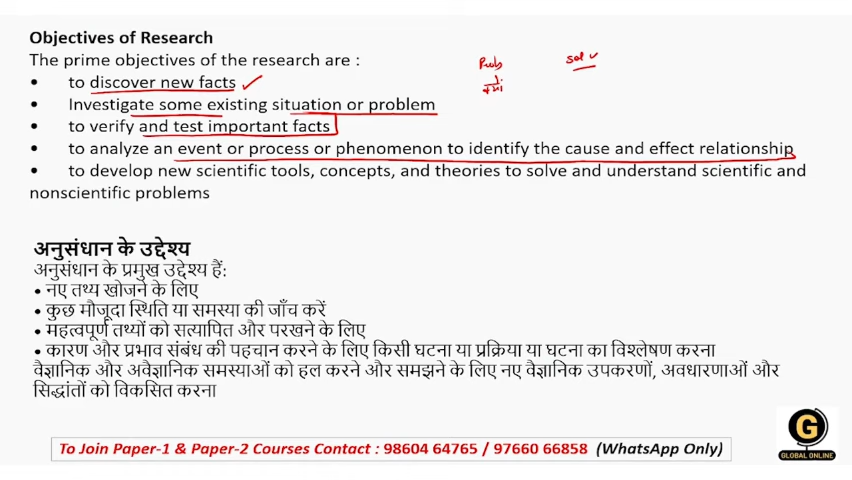 Objectives of Research
The prime objectives of the research are :
• to discover new facts
• Investigate some existing situation or problem
• to verify and test important facts
• to analyze an event or process or phenomenon to identify the cause and effect relationship
• to develop new scientific tools, concepts, and theories to solve and understand scientific and
nonscientific problems
अनुसंधान के उद्देश्य
अनुसंधान के प्रमुख उद्देश्य हैं:
• नए तथ्य खोजने के लिए
• कुछ मौजूदा स्थिति या समस्या की जाँच करें
• महत्वपूर्ण तथ्यों को सत्यापित और परखने के लिए
• कारण और प्रभाव संबंध की पहचान करने के लिए किसी घटना या प्रक्रिया या घटना का विश्लेषण करना
वैज्ञानिक और अवैज्ञानिक समस्याओं को हल करने और समझने के लिए नए वैज्ञानिक उपकरणों, अवधारणाओं और
सिद्धांतों को विकसित करना
To Join Paper-1 & Paper-2 Courses Contact : 98604 64765 / 97660 66858 (WhatsApp Only)
G
GLOBAL ONLINE